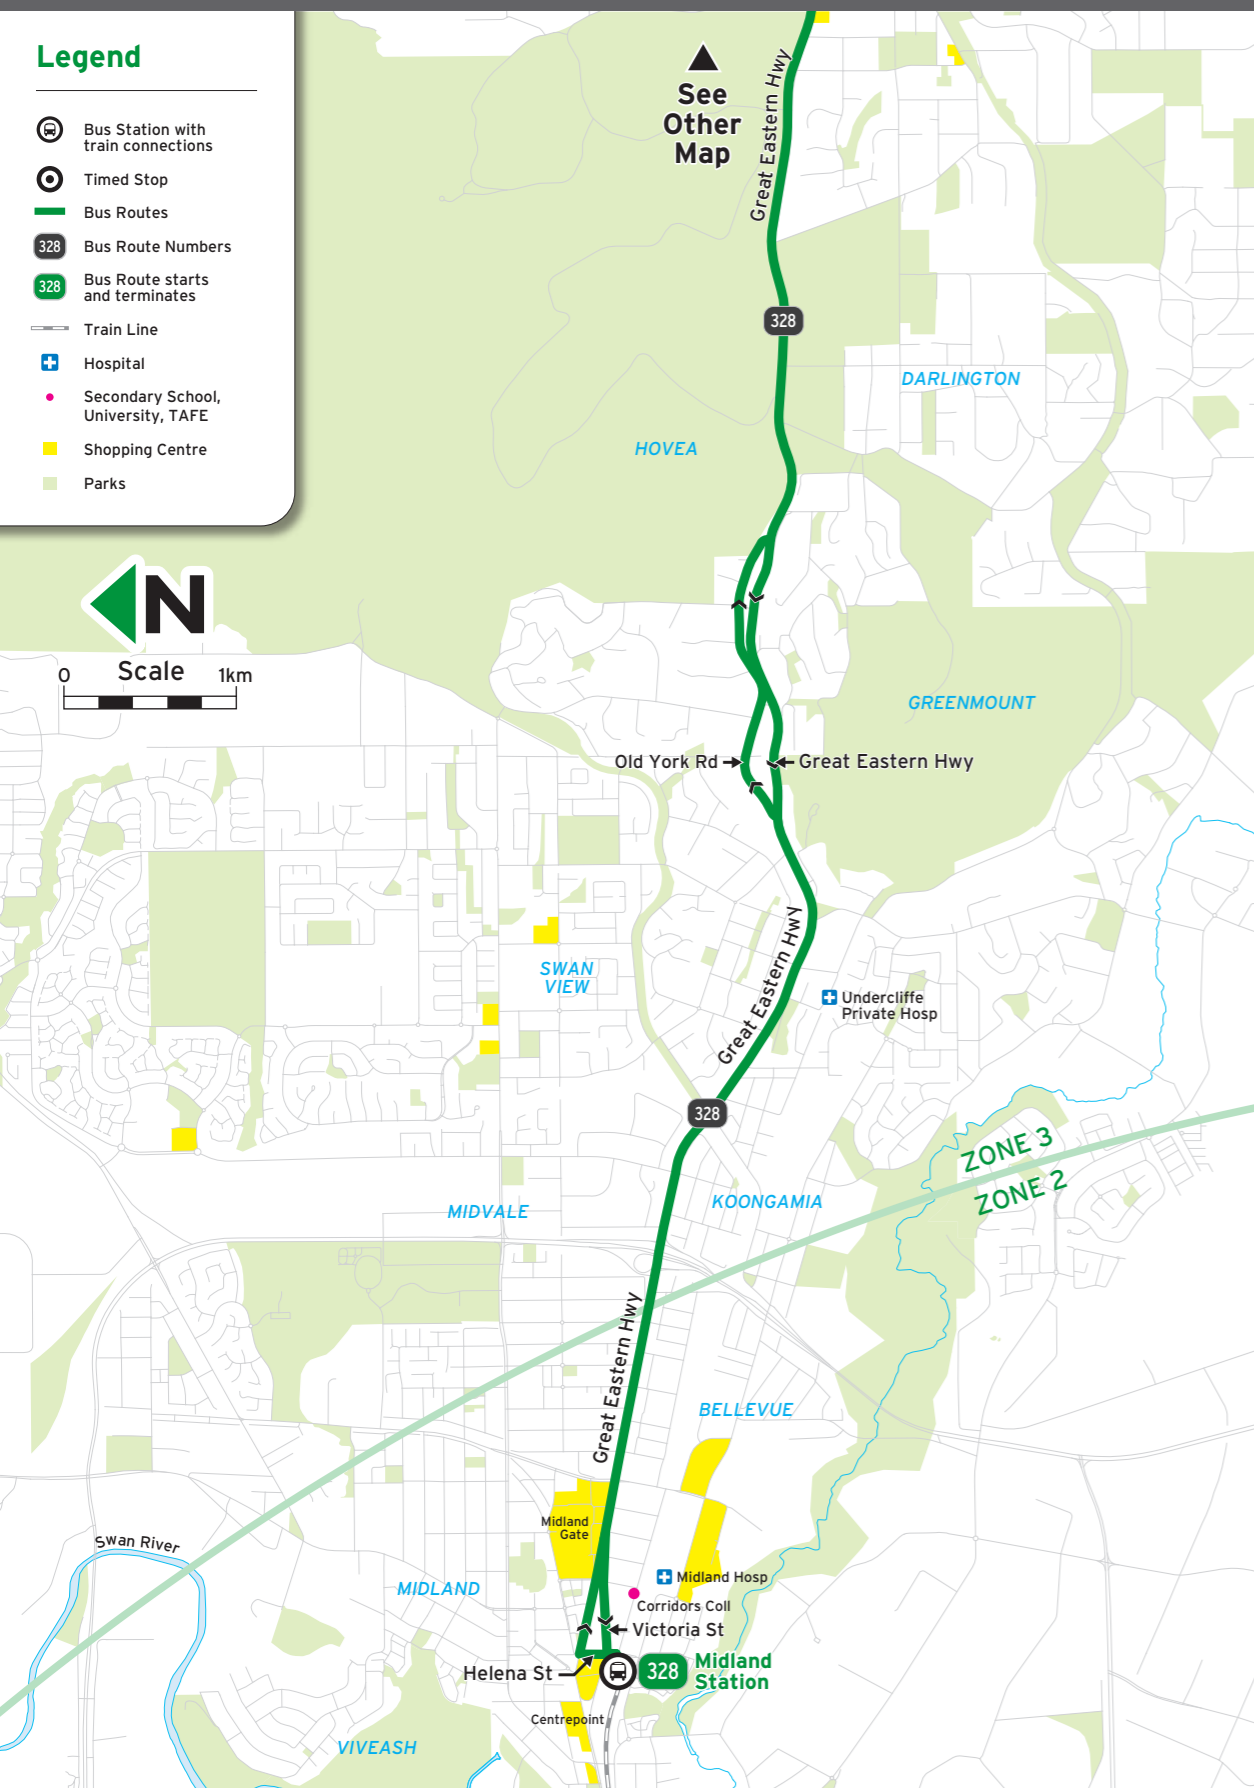 Legend
Bus Station with
train connections
Timed Stop
Bus Routes
328
Bus Route Numbers
328
Bus Route starts
and terminates
Train Line
Hospital
Secondary School,
University, TAFE
Shopping Centre
Parks
N
0 Scale 1km
See
Other
Map
Great Eastern Hwy
328
DARLINGTON
HOVEA
GREENMOUNT
Old York Rd
Great Eastern Hwy
Great Eastern Hwy
SWAN
VIEW
Undercliffe
Private Hosp
328
ZONE 3
ZONE 2
KOONGAMIA
MIDVALE
Great Eastern Hwy
BELLEVUE
Midland
Gate
Swan River
Midland Hosp
MIDLAND
Corridors Coll
Victoria St
Helena St
328
Midland
Station
Centrepoint
VIVEASH